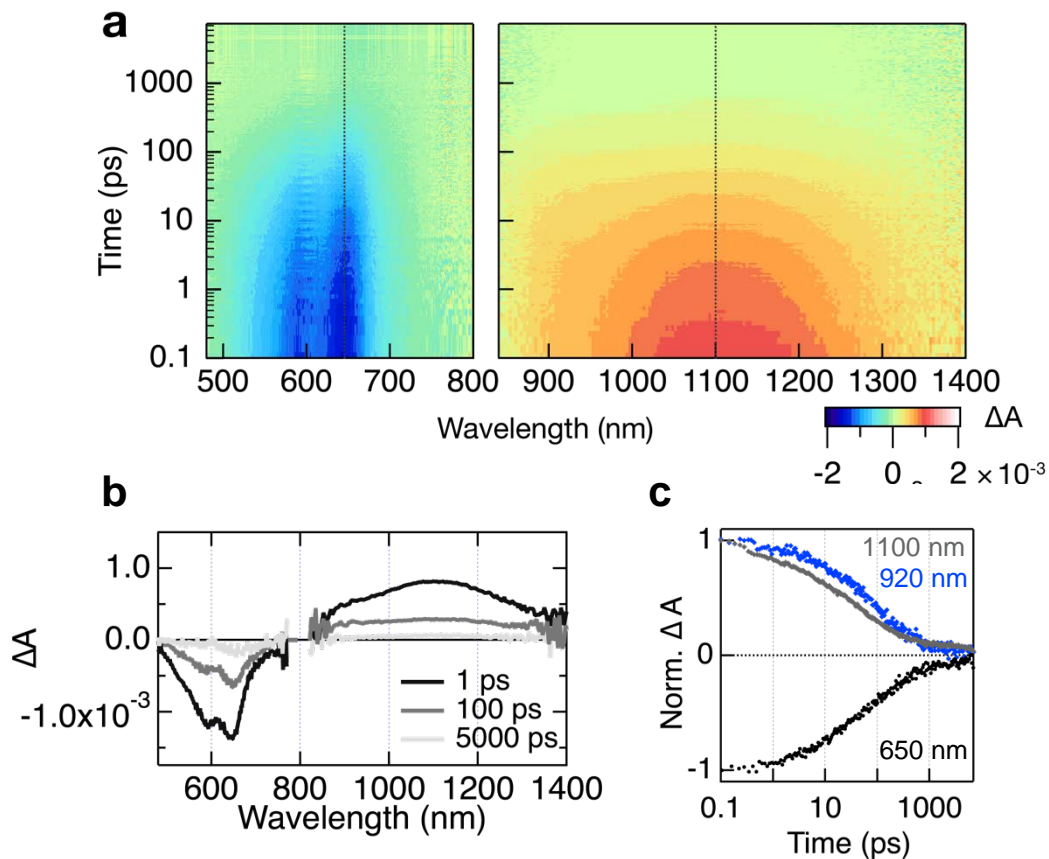 a
Time (ps)
1000
100
10
1
0.1
500 600 700 800
900 1000 1100 1200 1300 1400
Wavelength (nm)
ΔA
-2 0 2 ×10⁻³
b
ΔA
1.0
0.0
-1.0x10⁻³
1 ps
100 ps
5000 ps
600 800 1000 1200 1400
Wavelength (nm)
c
Norm. Δ A
1
0
-1
1100 nm
920 nm
650 nm
0.1 10 1000
Time (ps)